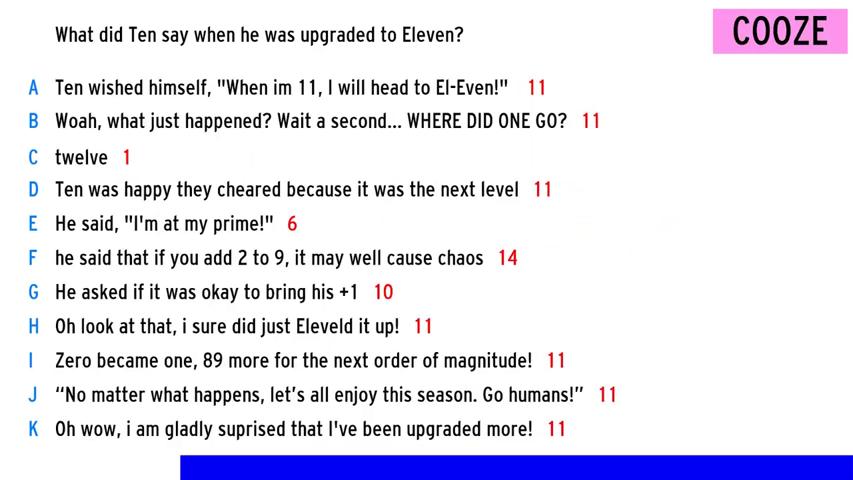 What did Ten say when he was upgraded to Eleven?
COOZE
A Ten wished himself, "When im 11, I will head to El-Even!" 11
B Woah, what just happened? Wait a second... WHERE DID ONE GO? 11
C twelve 1
D Ten was happy they cheared because it was the next level 11
E He said, "I'm at my prime!" 6
F he said that if you add 2 to 9, it may well cause chaos 14
G He asked if it was okay to bring his +1 10
H Oh look at that, i sure did just Eleveld it up! 11
I Zero became one, 89 more for the next order of magnitude! 11
J “No matter what happens, let’s all enjoy this season. Go humans!” 11
K Oh wow, i am gladly suprised that I've been upgraded more! 11